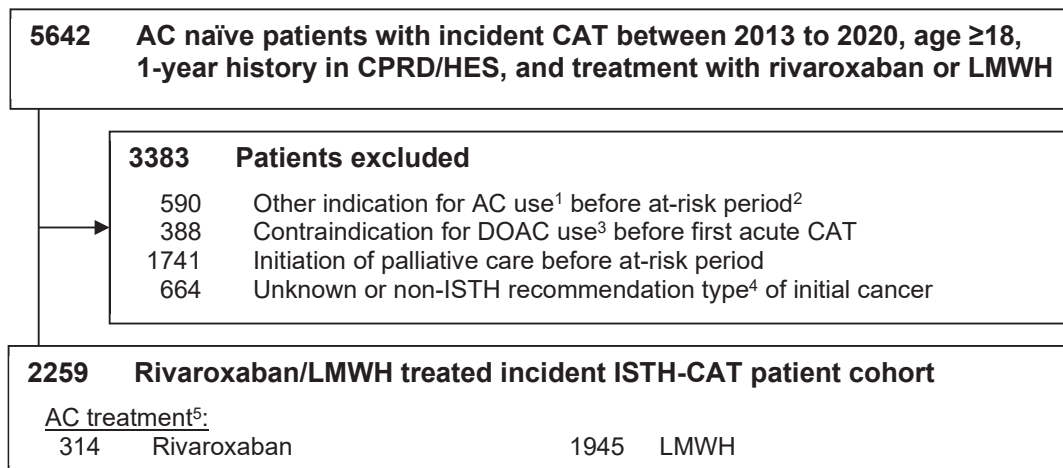 5642 AC naïve patients with incident CAT between 2013 to 2020, age ≥18,
1-year history in CPRD/HES, and treatment with rivaroxaban or LMWH
3383 Patients excluded
590 Other indication for AC use¹ before at-risk period²
388 Contraindication for DOAC use³ before first acute CAT
1741 Initiation of palliative care before at-risk period
664 Unknown or non-ISTH recommendation type⁴ of initial cancer
2259 Rivaroxaban/LMWH treated incident ISTH-CAT patient cohort
AC treatment⁵:
314 Rivaroxaban 1945 LMWH